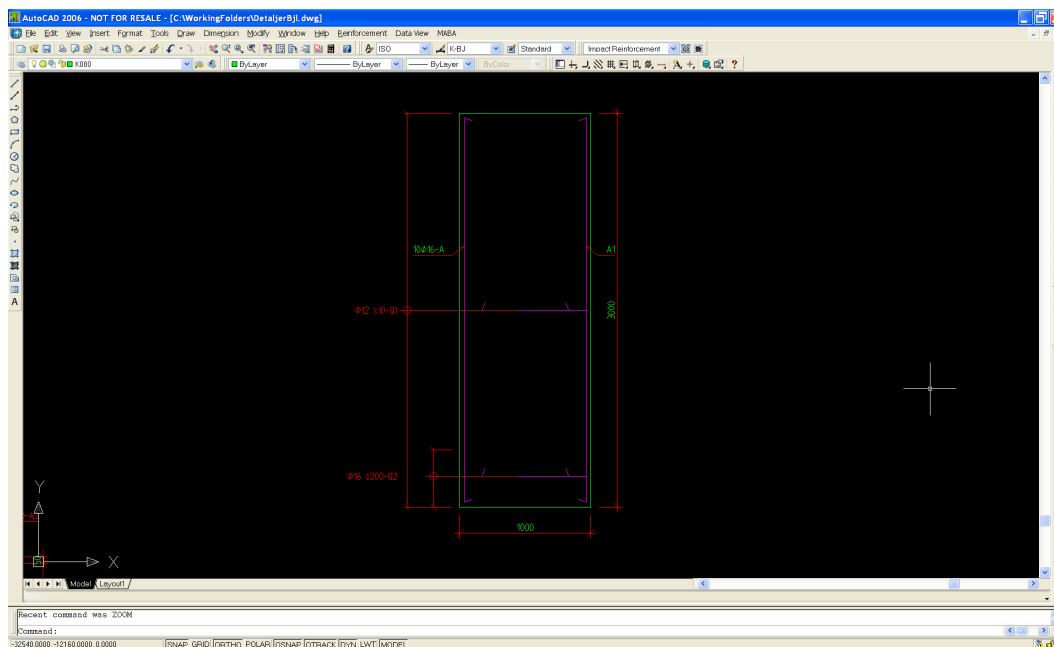 AutoCAD 2006 - NOT FOR RESALE - [C:\WorkingFolders\DetaljerBjL.dwg]
File Edit View Insert Format Tools Draw Dimension Modify Window Help Reinforcement Data View MABA
ISO K-BJ Standard Impact Reinforcement
K080 ByLayer ByLayer ByLayer ByColor
10Φ16-A A1
Φ12 s10-Q1
3000
Φ16 s200-Q2
1000
Y
X
Model Layout1
Recent command was ZOOM
Command:
-32540.0000, -12160.0000, 0.0000 SNAP GRID ORTHO POLAR OSNAP OTRACK DYN LWT MODEL